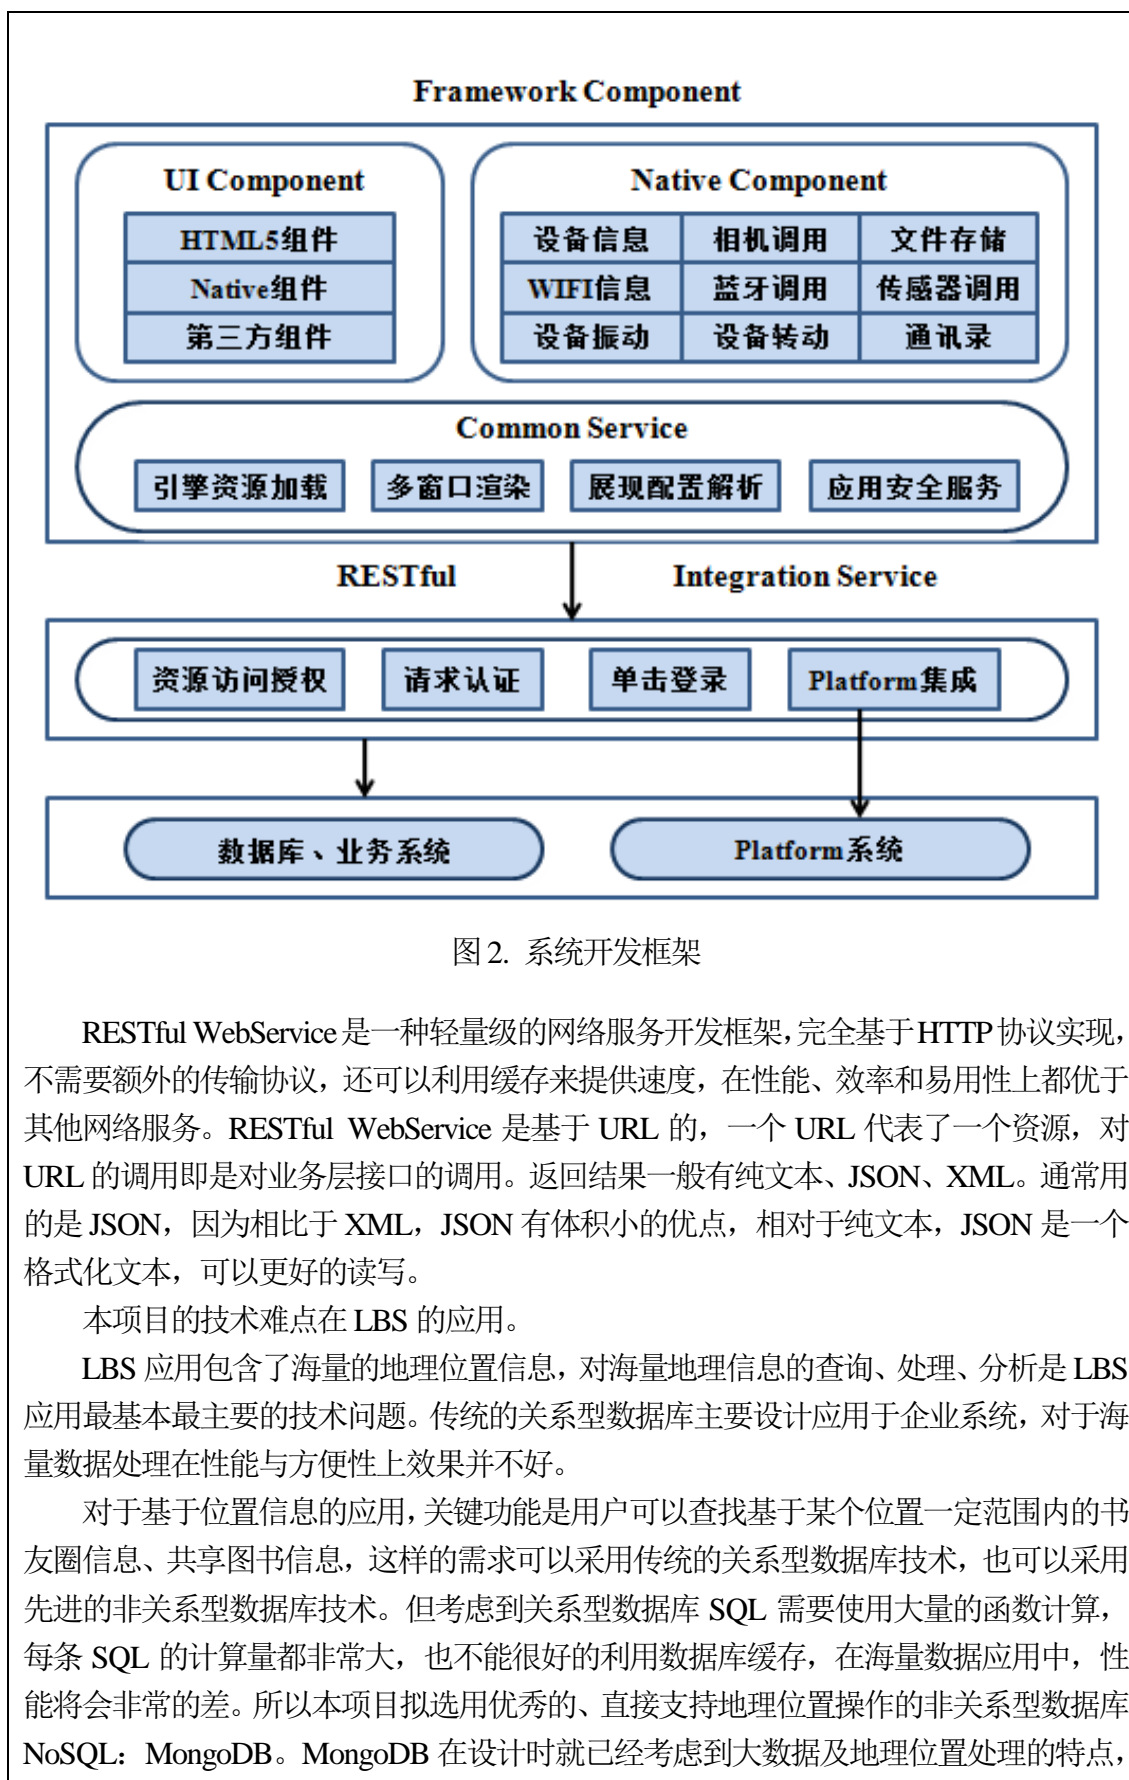 Framework Component
UI Component
HTML5组件
Native组件
第三方组件
Native Component
设备信息 相机调用 文件存储
WIFI信息 蓝牙调用 传感器调用
设备振动 设备转动 通讯录
Common Service
引擎资源加载 多窗口渲染 展现配置解析 应用安全服务
RESTful Integration Service
资源访问授权 请求认证 单击登录 Platform集成
数据库、业务系统 Platform系统
图 2. 系统开发框架
RESTful WebService 是一种轻量级的网络服务开发框架，完全基于 HTTP 协议实现，
不需要额外的传输协议，还可以利用缓存来提供速度，在性能、效率和易用性上都优于
其他网络服务。RESTful WebService 是基于 URL 的，一个 URL 代表了一个资源，对
URL 的调用即是对业务层接口的调用。返回结果一般有纯文本、JSON、XML。通常用
的是 JSON，因为相比于 XML，JSON 有体积小的优点，相对于纯文本，JSON 是一个
格式化文本，可以更好的读写。
本项目的技术难点在 LBS 的应用。
LBS 应用包含了海量的地理位置信息，对海量地理信息的查询、处理、分析是 LBS
应用最基本最主要的技术问题。传统的关系型数据库主要设计应用于企业系统，对于海
量数据处理在性能与方便性上效果并不好。
对于基于位置信息的应用，关键功能是用户可以查找基于某个位置一定范围内的书
友圈信息、共享图书信息，这样的需求可以采用传统的关系型数据库技术，也可以采用
先进的非关系型数据库技术。但考虑到关系型数据库 SQL 需要使用大量的函数计算，
每条 SQL 的计算量都非常大，也不能很好的利用数据库缓存，在海量数据应用中，性
能将会非常的差。所以本项目拟选用优秀的、直接支持地理位置操作的非关系型数据库
NoSQL：MongoDB。MongoDB 在设计时就已经考虑到大数据及地理位置处理的特点，